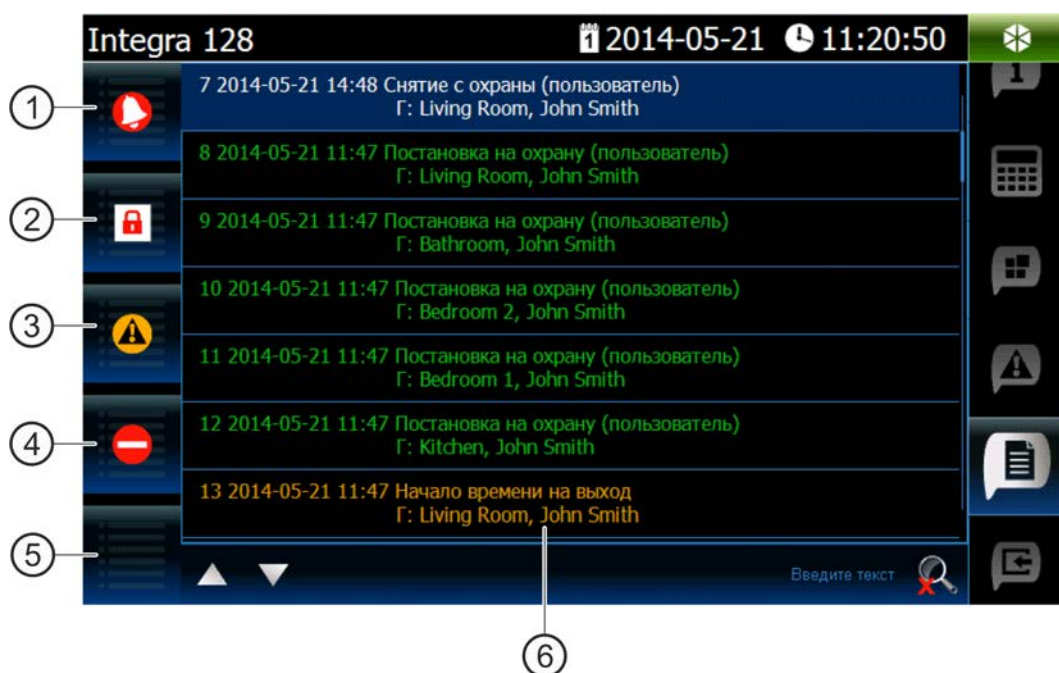 Integra 128
1 2014-05-21 11:20:50
1
7 2014-05-21 14:48 Снятие с охраны (пользователь)
Г: Living Room, John Smith
8 2014-05-21 11:47 Постановка на охрану (пользователь)
Г: Living Room, John Smith
9 2014-05-21 11:47 Постановка на охрану (пользователь)
Г: Bathroom, John Smith
10 2014-05-21 11:47 Постановка на охрану (пользователь)
Г: Bedroom 2, John Smith
11 2014-05-21 11:47 Постановка на охрану (пользователь)
Г: Bedroom 1, John Smith
12 2014-05-21 11:47 Постановка на охрану (пользователь)
Г: Kitchen, John Smith
13 2014-05-21 11:47 Начало времени на выход
Г: Living Room, John Smith
Введите текст
1
2
3
4
5
6